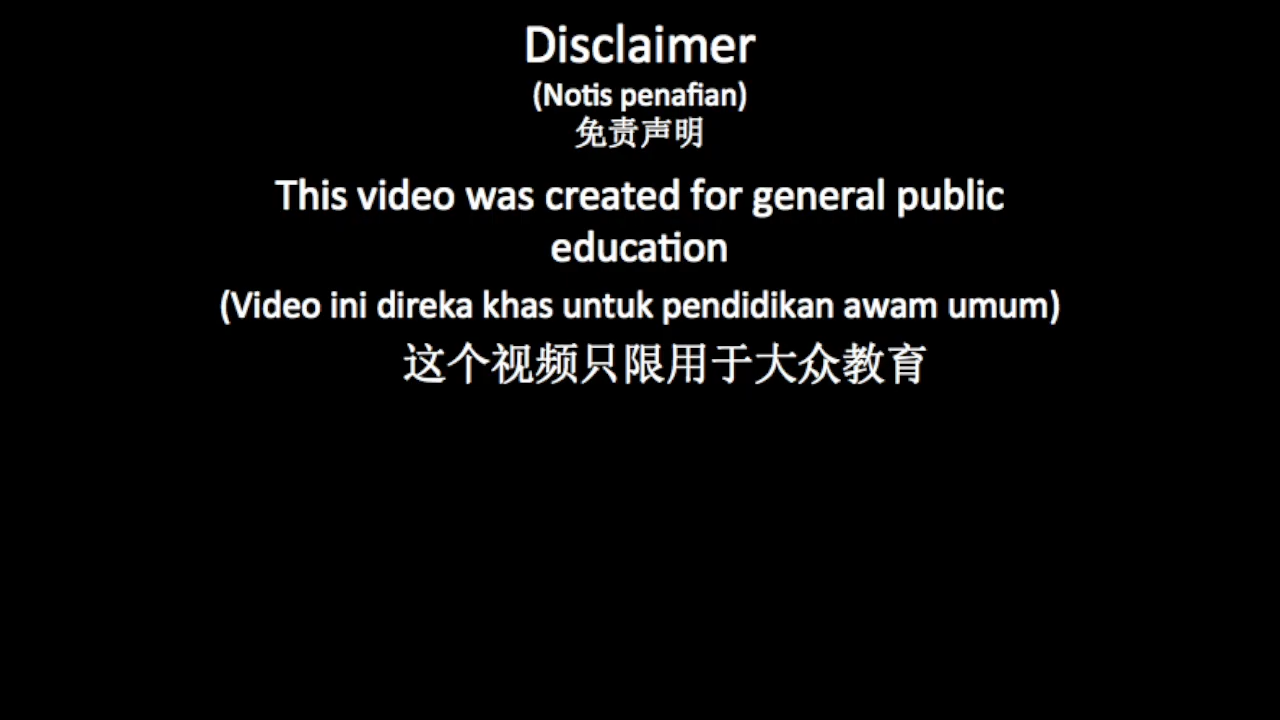 Disclaimer
(Notis penafian)
免责声明
This video was created for general public
education
(Video ini direka khas untuk pendidikan awam umum)
这个视频只限用于大众教育